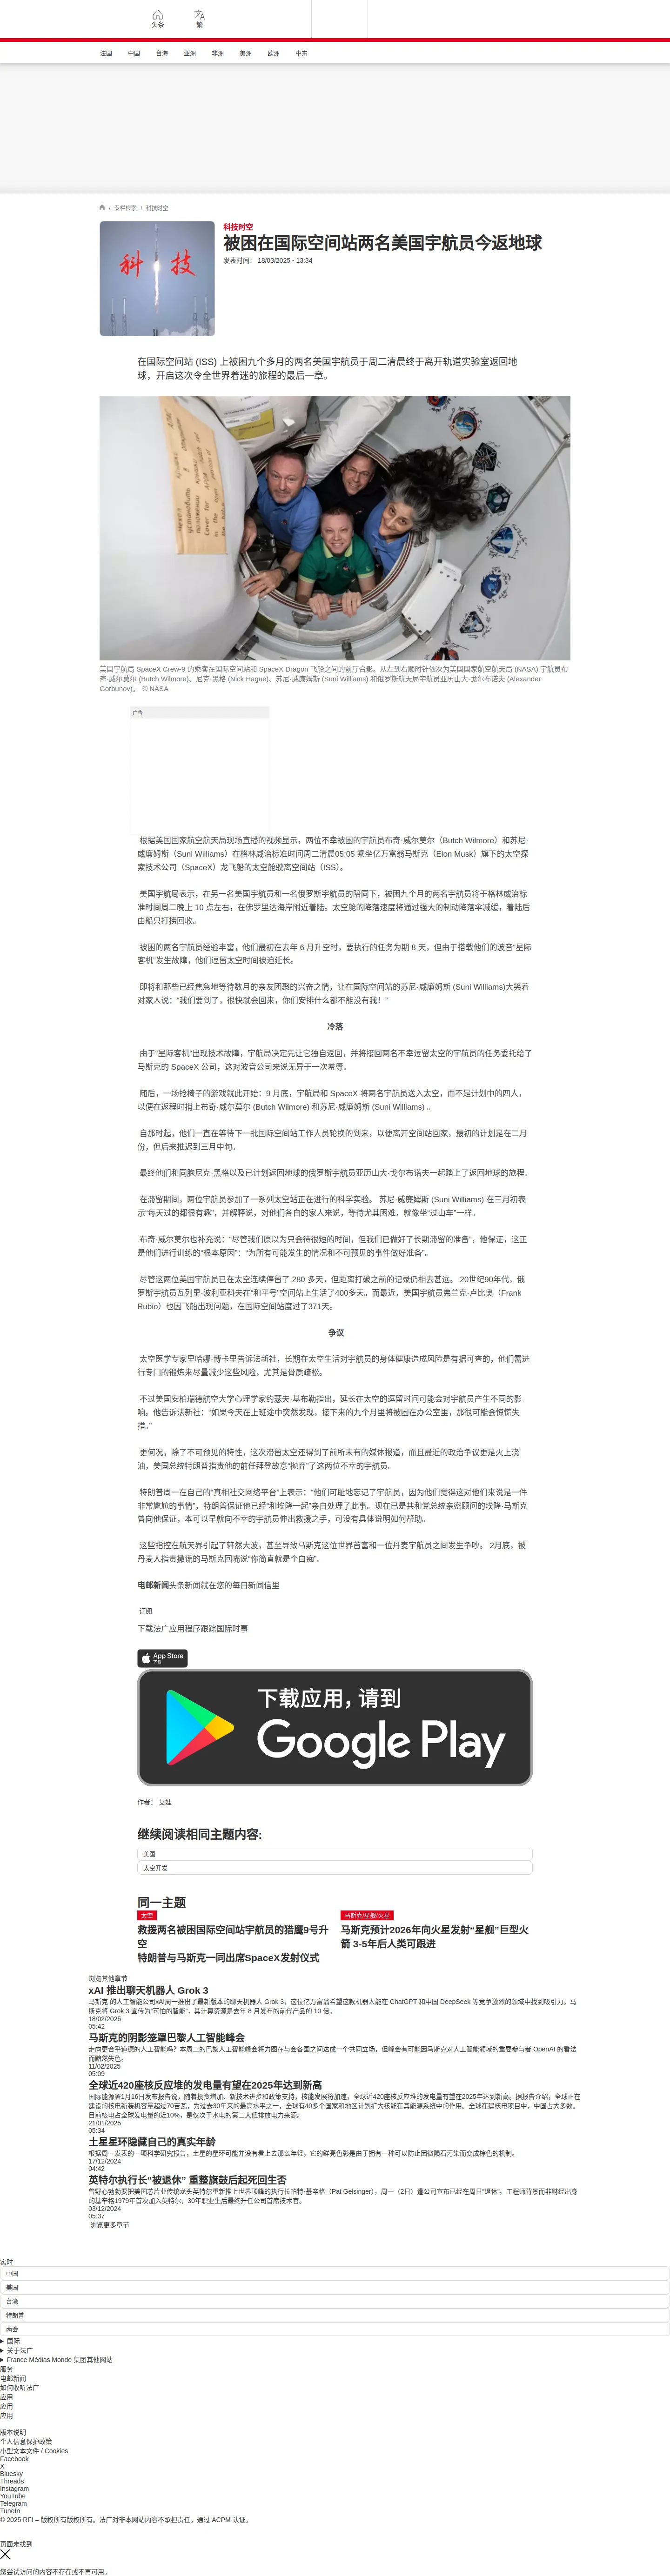 头条
繁
法国 中国 台海 亚洲 非洲 美洲 欧洲 中东
/ 专栏检索 / 科技时空
科技
科技时空
被困在国际空间站两名美国宇航员今返地球
发表时间: 18/03/2025 - 13:34
在国际空间站 (ISS) 上被困九个多月的两名美国宇航员于周二清晨终于离开轨道实验室返回地
球，开启这次令全世界着迷的旅程的最后一章。
美国宇航局 SpaceX Crew-9 的乘客在国际空间站和 SpaceX Dragon 飞船之间的前厅合影。从左到右顺时针依次为美国国家航空航天局 (NASA) 宇航员布
奇·威尔莫尔 (Butch Wilmore)、尼克·黑格 (Nick Hague)、苏尼·威廉姆斯 (Suni Williams) 和俄罗斯航天局宇航员亚历山大·戈尔布诺夫 (Alexander
Gorbunov)。 © NASA
广告
根据美国国家航空航天局现场直播的视频显示，两位不幸被困的宇航员布奇·威尔莫尔（Butch Wilmore）和苏尼·
威廉姆斯（Suni Williams）在格林威治标准时间周二清晨05:05 乘坐亿万富翁马斯克（Elon Musk）旗下的太空探
索技术公司（SpaceX）龙飞船的太空舱驶离空间站（ISS）。
美国宇航局表示，在另一名美国宇航员和一名俄罗斯宇航员的陪同下，被困九个月的两名宇航员将于格林威治标
准时间周二晚上 10 点左右，在佛罗里达海岸附近着陆。太空舱的降落速度将通过强大的制动降落伞减缓，着陆后
由船只打捞回收。
被困的两名宇航员经验丰富，他们最初在去年 6 月升空时，要执行的任务为期 8 天，但由于搭载他们的波音“星际
客机”发生故障，他们逗留太空时间被迫延长。
即将和那些已经焦急地等待数月的亲友团聚的兴奋之情，让在国际空间站的苏尼·威廉姆斯 (Suni Williams)大笑着
对家人说：“我们要到了，很快就会回来，你们安排什么都不能没有我！”
冷落
由于“星际客机”出现技术故障，宇航局决定先让它独自返回，并将接回两名不幸逗留太空的宇航员的任务委托给了
马斯克的 SpaceX 公司，这对波音公司来说无异于一次羞辱。
随后，一场抢椅子的游戏就此开始：9 月底，宇航局和 SpaceX 将两名宇航员送入太空，而不是计划中的四人，
以便在返程时捎上布奇·威尔莫尔 (Butch Wilmore) 和苏尼·威廉姆斯 (Suni Williams) 。
自那时起，他们一直在等待下一批国际空间站工作人员轮换的到来，以便离开空间站回家，最初的计划是在二月
份，但后来推迟到三月中旬。
最终他们和同胞尼克·黑格以及已计划返回地球的俄罗斯宇航员亚历山大·戈尔布诺夫一起踏上了返回地球的旅程。
在滞留期间，两位宇航员参加了一系列太空站正在进行的科学实验。 苏尼·威廉姆斯 (Suni Williams) 在三月初表
示“每天过的都很有趣”，并解释说，对他们各自的家人来说，等待尤其困难，就像坐“过山车”一样。
布奇·威尔莫尔也补充说：“尽管我们原以为只会待很短的时间，但我们已做好了长期滞留的准备”，他保证，这正
是他们进行训练的“根本原因”：“为所有可能发生的情况和不可预见的事件做好准备”。
尽管这两位美国宇航员已在太空连续停留了 280 多天，但距离打破之前的记录仍相去甚远。 20世纪90年代，俄
罗斯宇航员瓦列里·波利亚科夫在“和平号”空间站上生活了400多天。而最近，美国宇航员弗兰克·卢比奥（Frank
Rubio）也因飞船出现问题，在国际空间站度过了371天。
争议
太空医学专家里哈娜·博卡里告诉法新社，长期在太空生活对宇航员的身体健康造成风险是有据可查的，他们需进
行专门的锻炼来尽量减少这些风险，尤其是骨质疏松。
不过美国安柏瑞德航空大学心理学家约瑟夫·基布勒指出，延长在太空的逗留时间可能会对宇航员产生不同的影
响。他告诉法新社：“如果今天在上班途中突然发现，接下来的九个月里将被困在办公室里，那很可能会惊慌失
措。”
更何况，除了不可预见的特性，这次滞留太空还得到了前所未有的媒体报道，而且最近的政治争议更是火上浇
油，美国总统特朗普指责他的前任拜登故意“抛弃”了这两位不幸的宇航员。
特朗普周一在自己的“真相社交网络平台”上表示：“他们可耻地忘记了宇航员，因为他们觉得这对他们来说是一件
非常尴尬的事情”，特朗普保证他已经“和埃隆一起”亲自处理了此事。现在已是共和党总统亲密顾问的埃隆·马斯克
曾向他保证，本可以早就向不幸的宇航员伸出救援之手，可没有具体说明如何帮助。
这些指控在航天界引起了轩然大波，甚至导致马斯克这位世界首富和一位丹麦宇航员之间发生争吵。 2月底，被
丹麦人指责撒谎的马斯克回嘴说“你简直就是个白痴”。
电邮新闻头条新闻就在您的每日新闻信里
订阅
下载法广应用程序跟踪国际时事
App Store
下载
下载应用，请到
Google Play
作者： 艾娃
继续阅读相同主题内容:
美国
太空开发
同一主题
太空
救援两名被困国际空间站宇航员的猎鹰9号升
空
特朗普与马斯克一同出席SpaceX发射仪式
马斯克/星舰/火星
马斯克预计2026年向火星发射“星舰”巨型火
箭 3-5年后人类可跟进
浏览其他章节
xAI 推出聊天机器人 Grok 3
马斯克 的人工智能公司xAI周一推出了最新版本的聊天机器人 Grok 3，这位亿万富翁希望这款机器人能在 ChatGPT 和中国 DeepSeek 等竞争激烈的领域中找到吸引力。马
斯克将 Grok 3 宣传为“可怕的智能”，其计算资源是去年 8 月发布的前代产品的 10 倍。
18/02/2025
05:42
马斯克的阴影笼罩巴黎人工智能峰会
走向更合乎道德的人工智能吗？本周二的巴黎人工智能峰会将力图在与会各国之间达成一个共同立场，但峰会有可能因马斯克对人工智能领域的重要参与者 OpenAI 的看法
而黯然失色。
11/02/2025
05:09
全球近420座核反应堆的发电量有望在2025年达到新高
国际能源署1月16日发布报告说，随着投资增加、新技术进步和政策支持，核能发展将加速，全球近420座核反应堆的发电量有望在2025年达到新高。据报告介绍，全球正在
建设的核电新装机容量超过70吉瓦，为过去30年来的最高水平之一，全球有40多个国家和地区计划扩大核能在其能源系统中的作用。全球在建核电项目中，中国占大多数。
目前核电占全球发电量的近10%，是仅次于水电的第二大低排放电力来源。
21/01/2025
05:34
土星星环隐藏自己的真实年龄
根据周一发表的一项科学研究报告，土星的星环可能并没有看上去那么年轻，它的鲜亮色彩是由于拥有一种可以防止因微陨石污染而变成棕色的机制。
17/12/2024
04:42
英特尔执行长“被退休” 重整旗鼓后起死回生否
曾野心勃勃要把美国芯片业传统龙头英特尔重新推上世界顶峰的执行长帕特·基辛格（Pat Gelsinger），周一（2日）遭公司宣布已经在周日“退休”。工程师背景而非财经出身
的基辛格1979年首次加入英特尔，30年职业生后最终升任公司首席技术官。
03/12/2024
05:37
浏览更多章节
实时
中国
美国
台湾
特朗普
两会
国际
关于法广
France Médias Monde 集团其他网站
服务
电邮新闻
如何收听法广
应用
应用
应用
版本说明
个人信息保护政策
小型文本文件 / Cookies
Facebook
X
Bluesky
Threads
Instagram
YouTube
Telegram
TuneIn
© 2025 RFI – 版权所有版权所有。法广对非本网站内容不承担责任。通过 ACPM 认证。
页面未找到
您尝试访问的内容不存在或不再可用。